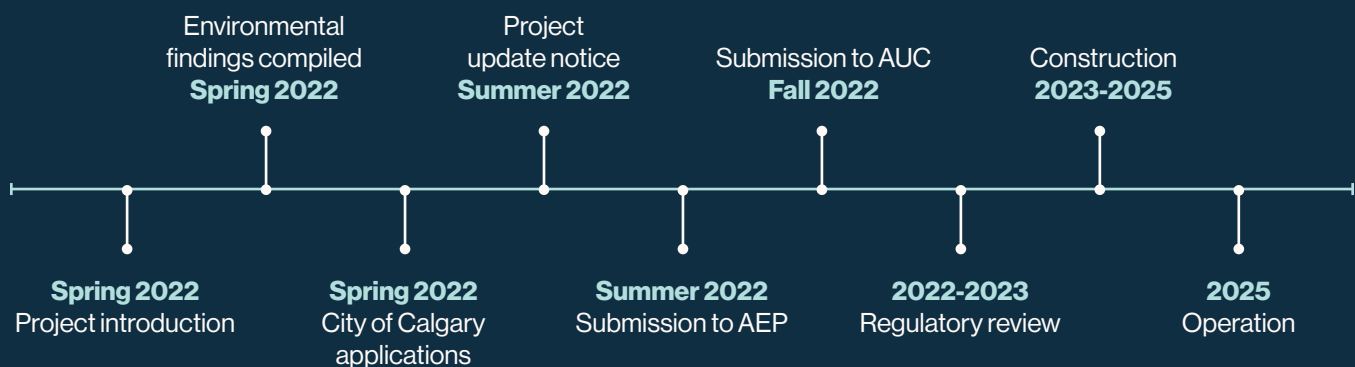 Environmental
findings compiled
Spring 2022
Project
update notice
Summer 2022
Submission to AUC
Fall 2022
Construction
2023-2025
Spring 2022
Project introduction
Spring 2022
City of Calgary
applications
Summer 2022
Submission to AEP
2022-2023
Regulatory review
2025
Operation